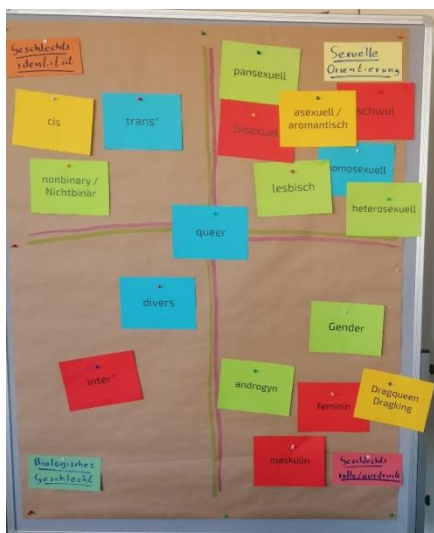 Geschlechts.
identität
Sexuelle
Orientierung
pansexuell
cis
trans*
bisexuell
asexuell /
aromantisch
schwul
homosexuell
nonbinary /
Nichtbinär
lesbisch
heterosexuell
queer
divers
Gender
inter*
androgyn
feminin
Dragqueen
Dragking
maskulin
Biologisches
Geschlecht
Geschlechts
rolle/ausdruck